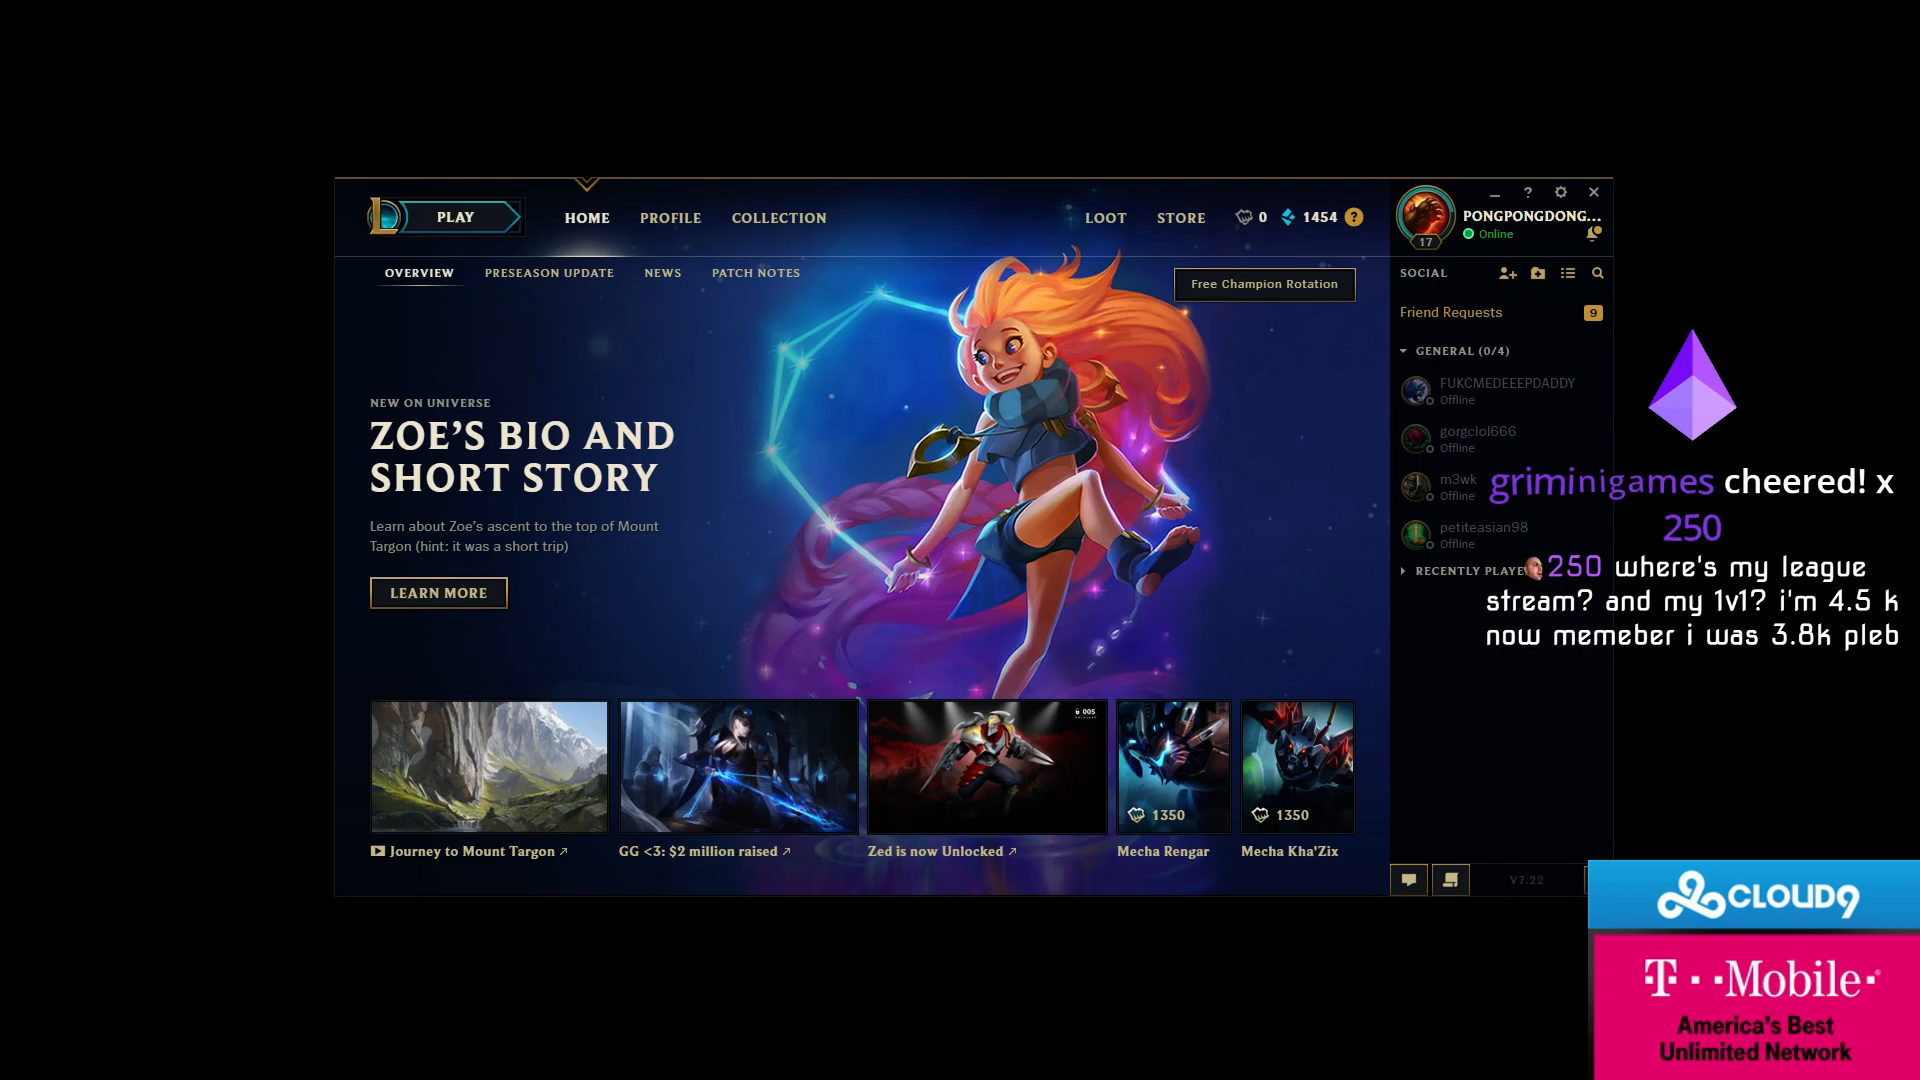 PLAY
HOME
PROFILE
COLLECTION
LOOT
STORE
0
1454
?
?
PONGPONGDONG...
Online
17
OVERVIEW
PRESEASON UPDATE
NEWS
PATCH NOTES
Free Champion Rotation
SOCIAL
Friend Requests
9
GENERAL (0/4)
FUKCMEDEEEPDADDY
Offline
gorgclol666
Offline
m3wk
Offline
petiteasian98
Offline
RECENTLY PLAYE
NEW ON UNIVERSE
ZOE'S BIO AND
SHORT STORY
Learn about Zoe's ascent to the top of Mount
Targon (hint: it was a short trip)
LEARN MORE
griminigames cheered! x
250
250 where's my league
stream? and my 1v1? i'm 4.5 k
now memeber i was 3.8k pleb
1350
1350
Journey to Mount Targon
GG <3: $2 million raised
Zed is now Unlocked
Mecha Rengar
Mecha Kha'Zix
V7.22
CLOUD9
T··Mobile·®
America's Best
Unlimited Network